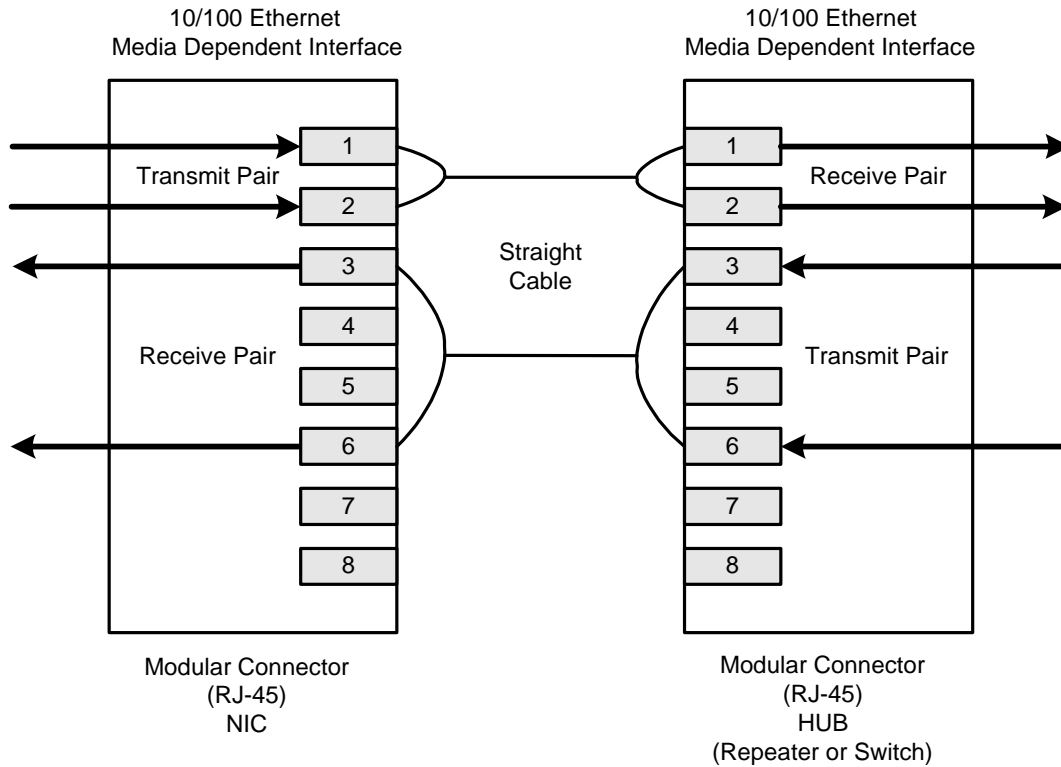 10/100 Ethernet
Media Dependent Interface
10/100 Ethernet
Media Dependent Interface
1
Transmit Pair
2
3
4
Receive Pair
5
6
7
8
Straight
Cable
1
Receive Pair
2
3
4
Transmit Pair
5
6
7
8
Modular Connector
(RJ-45)
NIC
Modular Connector
(RJ-45)
HUB
(Repeater or Switch)